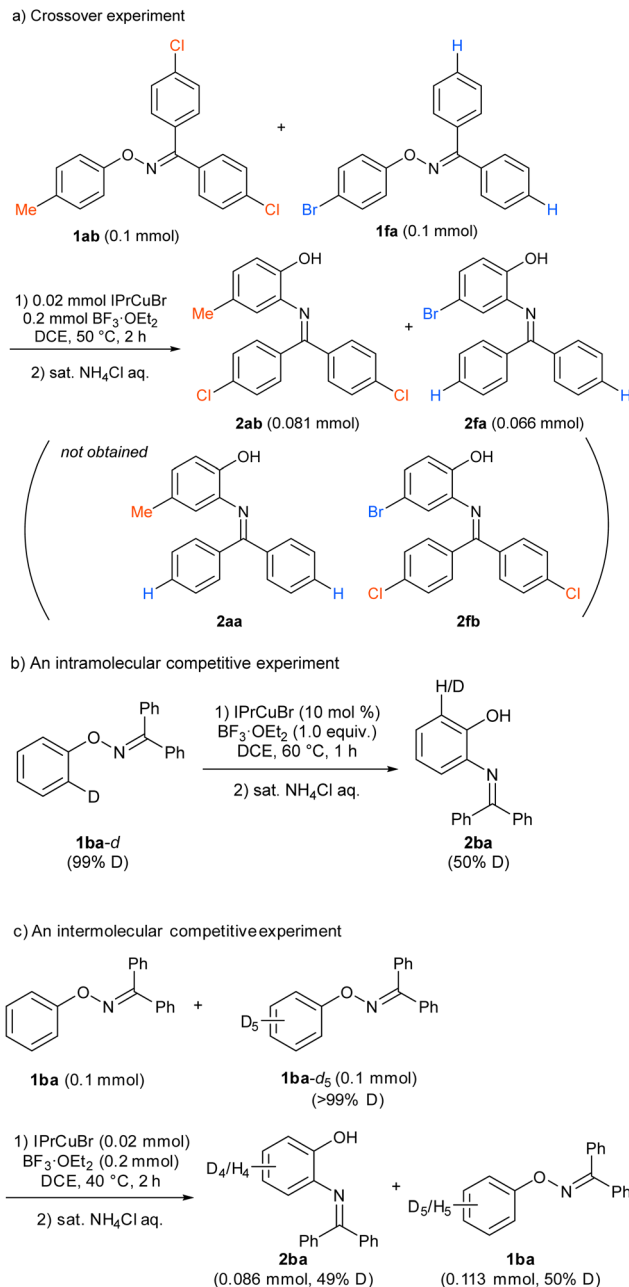 a) Crossover experiment
Cl
H
O
N
O
N
Me
Cl
Br
H
1ab (0.1 mmol)
+
1fa (0.1 mmol)
1) 0.02 mmol IPrCuBr
0.2 mmol BF3·OEt2
DCE, 50 °C, 2 h
2) sat. NH4Cl aq.
OH
Me
N
Cl
Cl
2ab (0.081 mmol)
+
OH
Br
N
H
H
2fa (0.066 mmol)
not obtained
OH
Me
N
H
H
2aa
OH
Br
N
Cl
Cl
2fb
b) An intramolecular competitive experiment
Ph
O
N
Ph
D
1ba-d
(99% D)
1) IPrCuBr (10 mol %)
BF3·OEt2 (1.0 equiv.)
DCE, 60 °C, 1 h
2) sat. NH4Cl aq.
H/D
OH
N
Ph
Ph
2ba
(50% D)
c) An intermolecular competitive experiment
Ph
O
N
Ph
1ba (0.1 mmol)
+
Ph
O
N
Ph
D5
1ba-d5 (0.1 mmol)
(>99% D)
1) IPrCuBr (0.02 mmol)
BF3·OEt2 (0.2 mmol)
DCE, 40 °C, 2 h
2) sat. NH4Cl aq.
OH
D4/H4
N
Ph
Ph
2ba
(0.086 mmol, 49% D)
+
Ph
O
N
Ph
D5/H5
1ba
(0.113 mmol, 50% D)